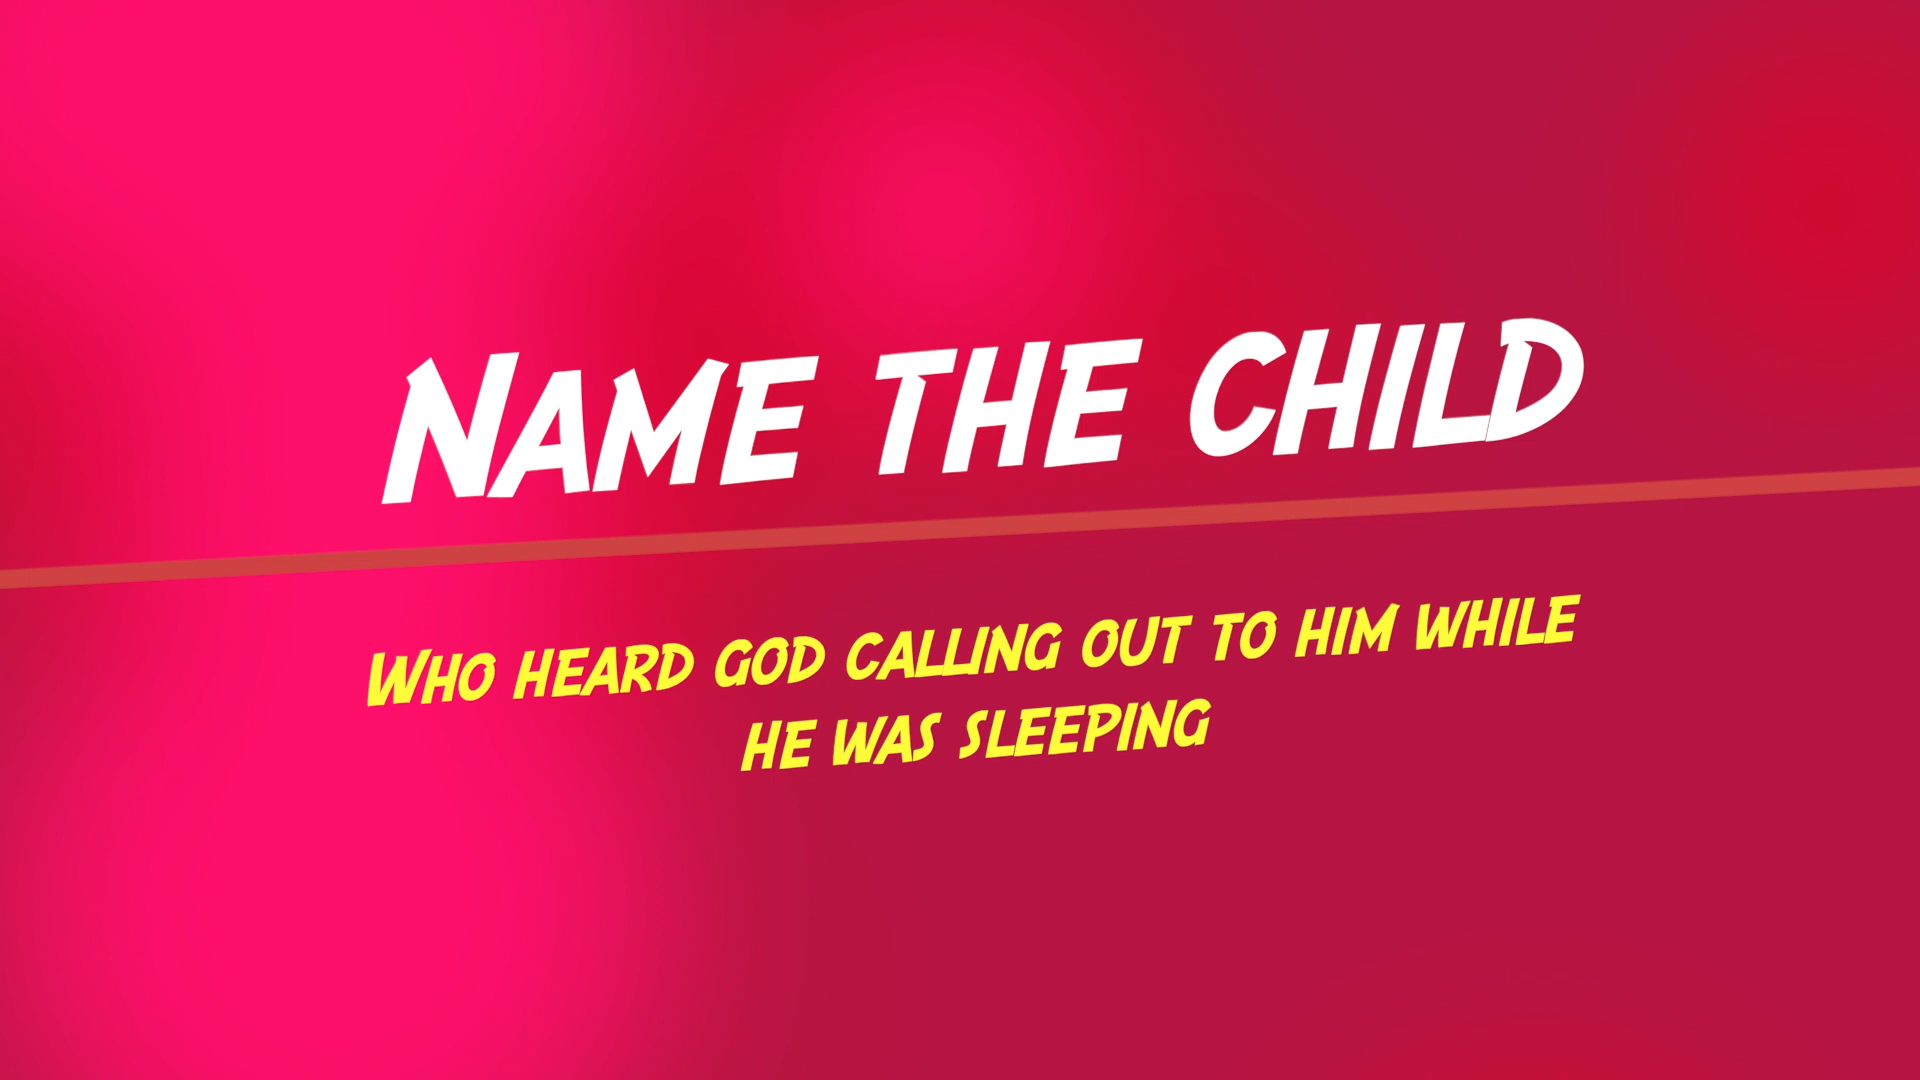 Name the child
Who heard god calling out to him while
he was sleeping